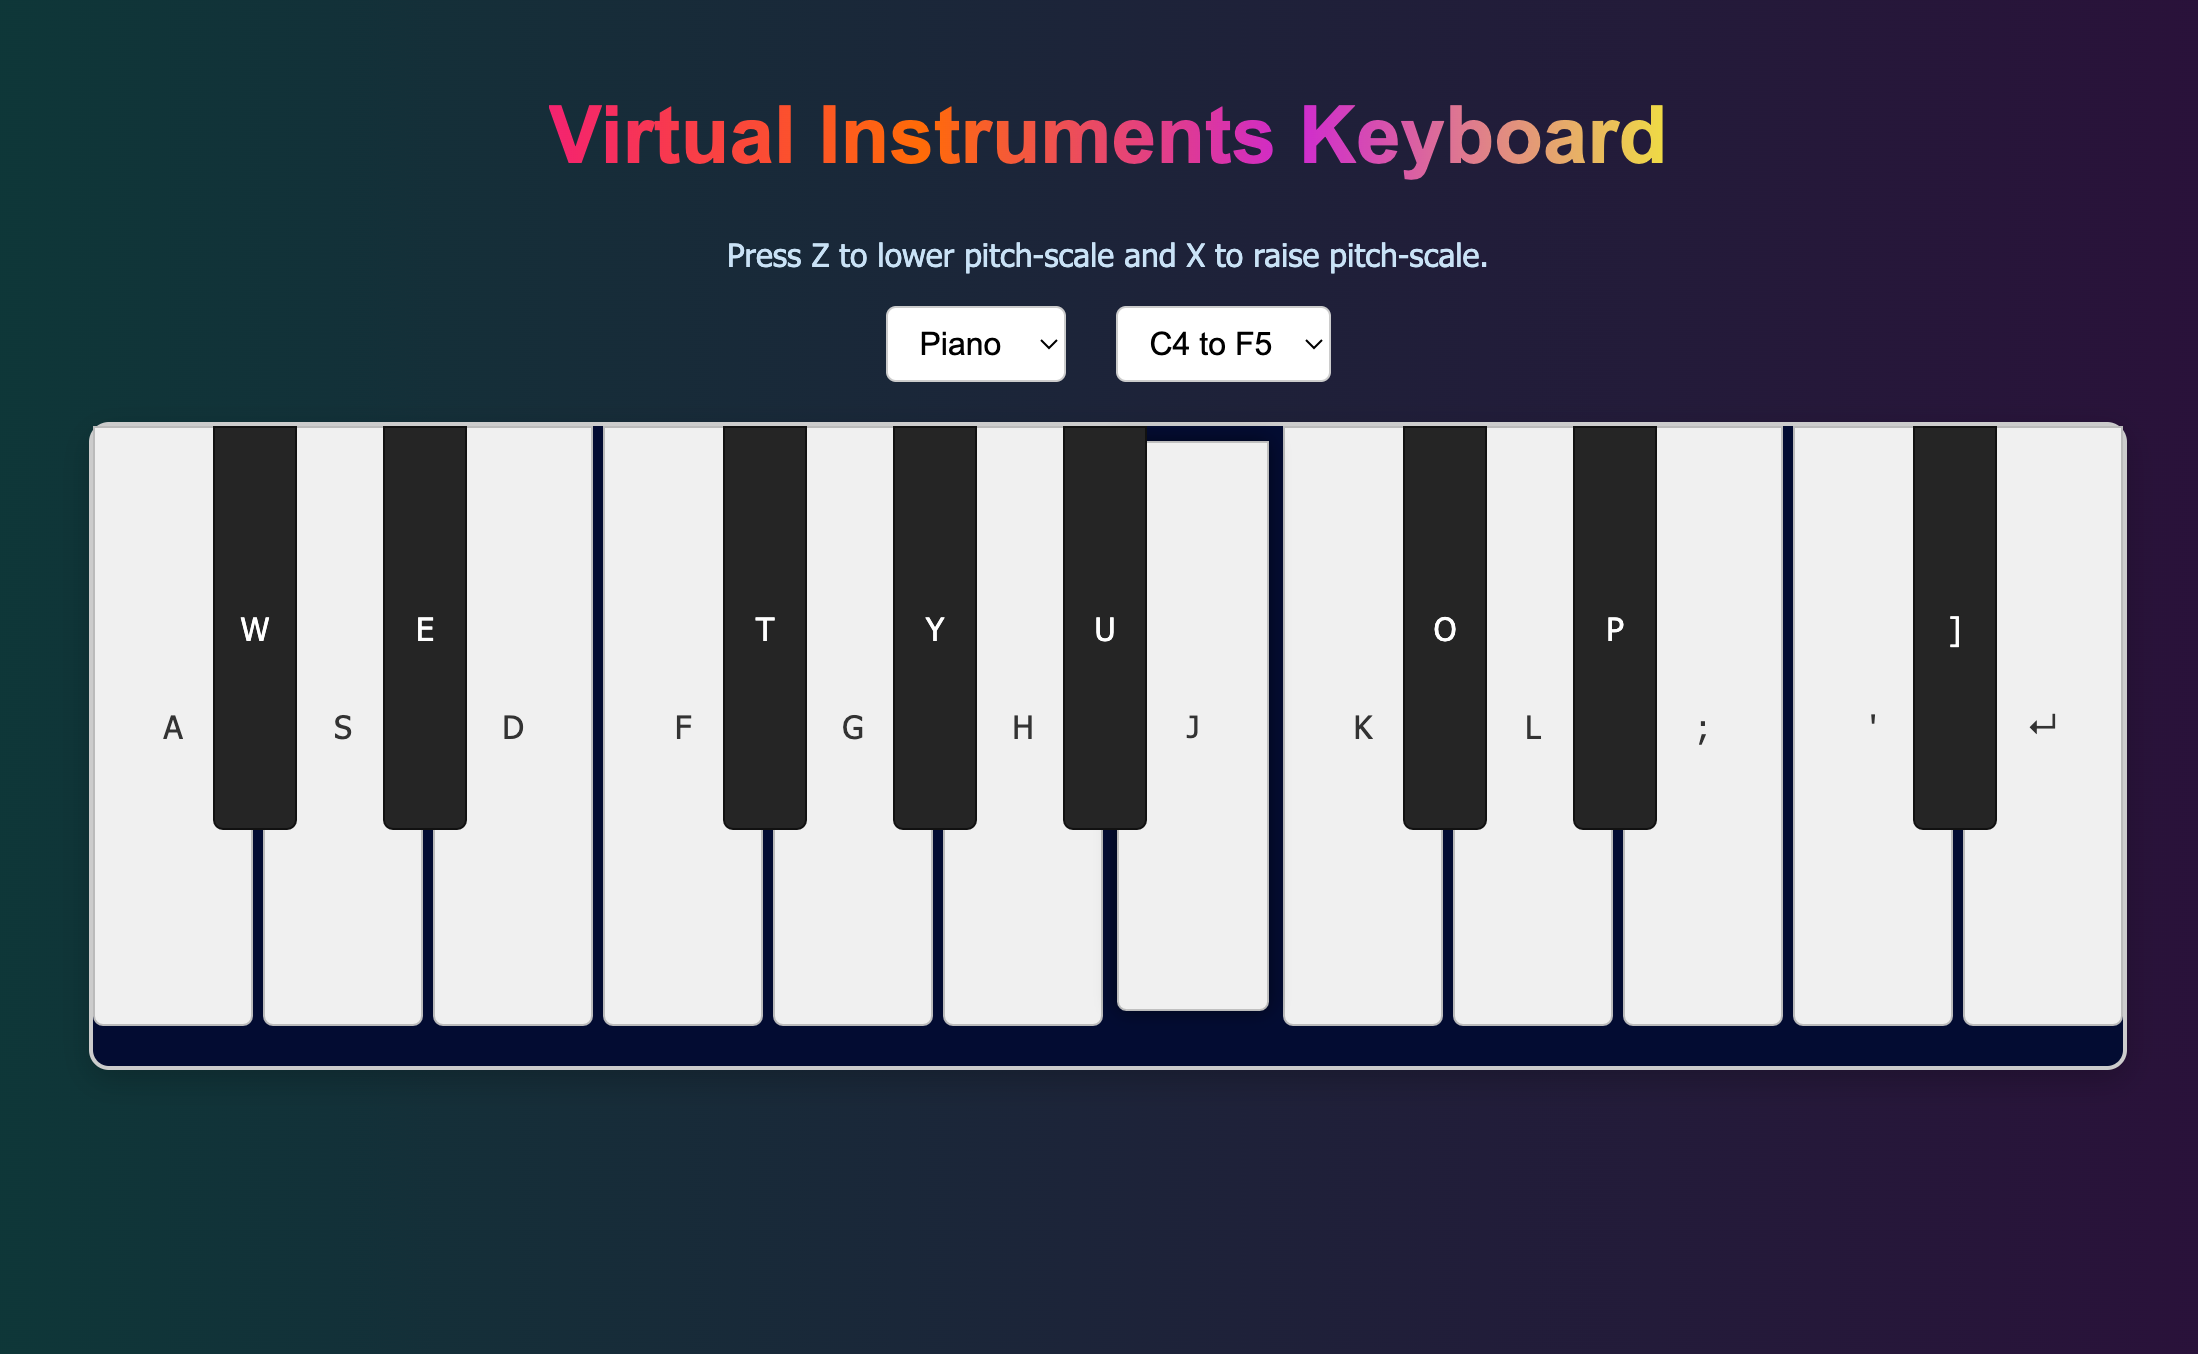 Virtual Instruments Keyboard
Press Z to lower pitch-scale and X to raise pitch-scale.
Piano C4 to F5
W E T Y U O P ]
A S D F G H J K L ; ' ↵